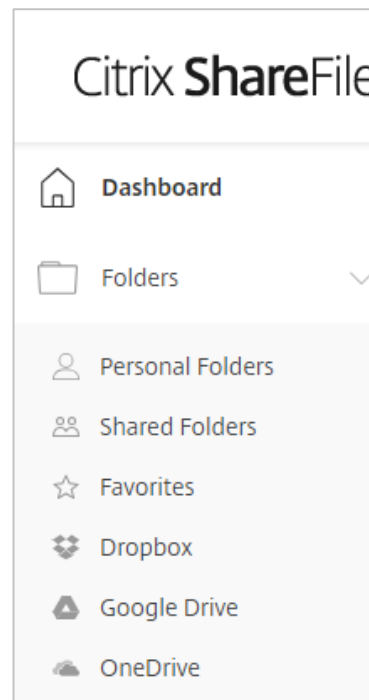 Citrix ShareFile
Dashboard
Folders
Personal Folders
Shared Folders
Favorites
Dropbox
Google Drive
OneDrive